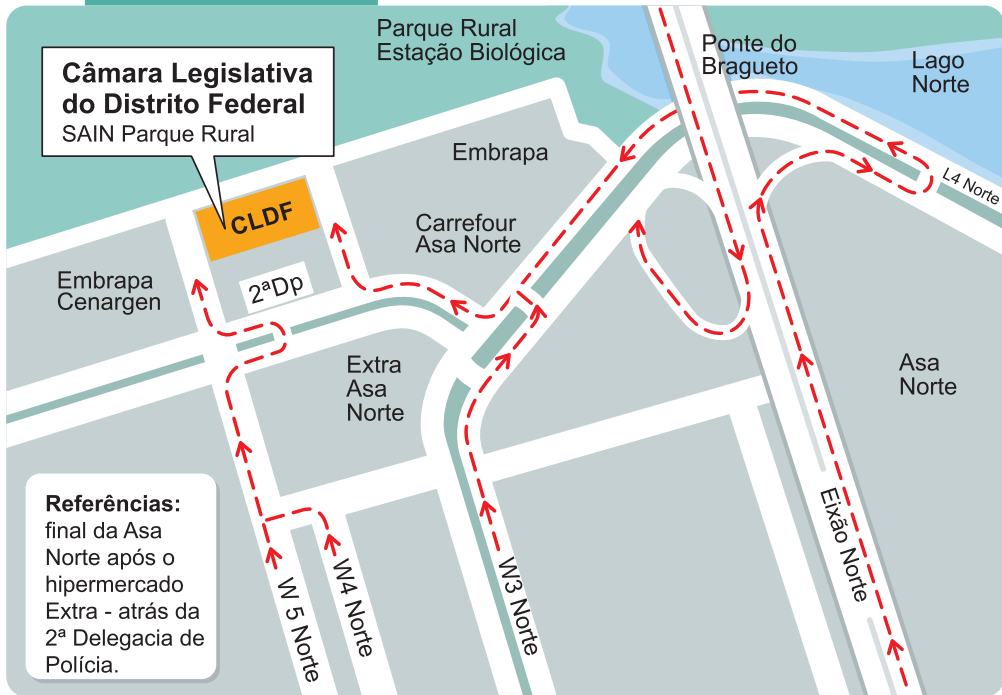 Câmara Legislativa
do Distrito Federal
SAIN Parque Rural
Parque Rural
Estação Biológica
Ponte do
Bragueto
Lago
Norte
Embrapa
L4 Norte
CLDF
Carrefour
Asa Norte
Embrapa
Cenargen
2ªDp
Extra
Asa
Norte
Asa
Norte
Referências:
final da Asa
Norte após o
hipermercado
Extra - atrás da
2ª Delegacia de
Polícia.
W 5 Norte
W4 Norte
W3 Norte
Eixão Norte